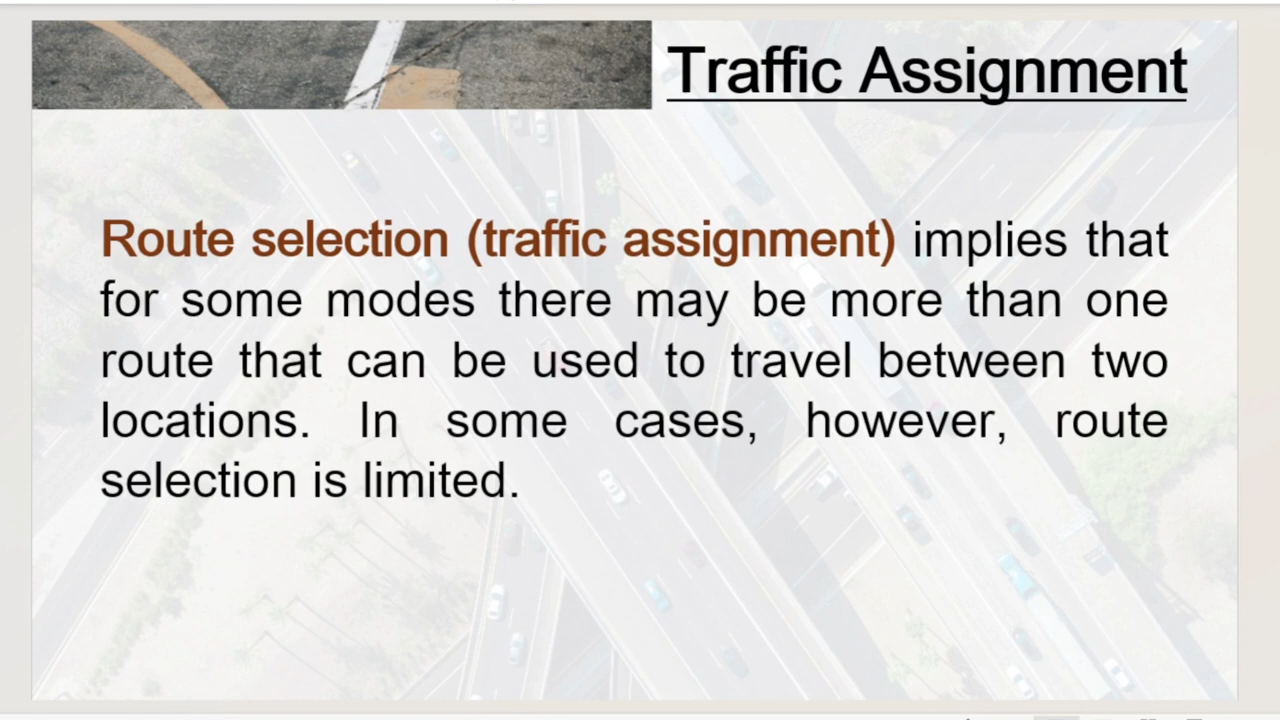 Traffic Assignment
Route selection (traffic assignment) implies that
for some modes there may be more than one
route that can be used to travel between two
locations. In some cases, however, route
selection is limited.